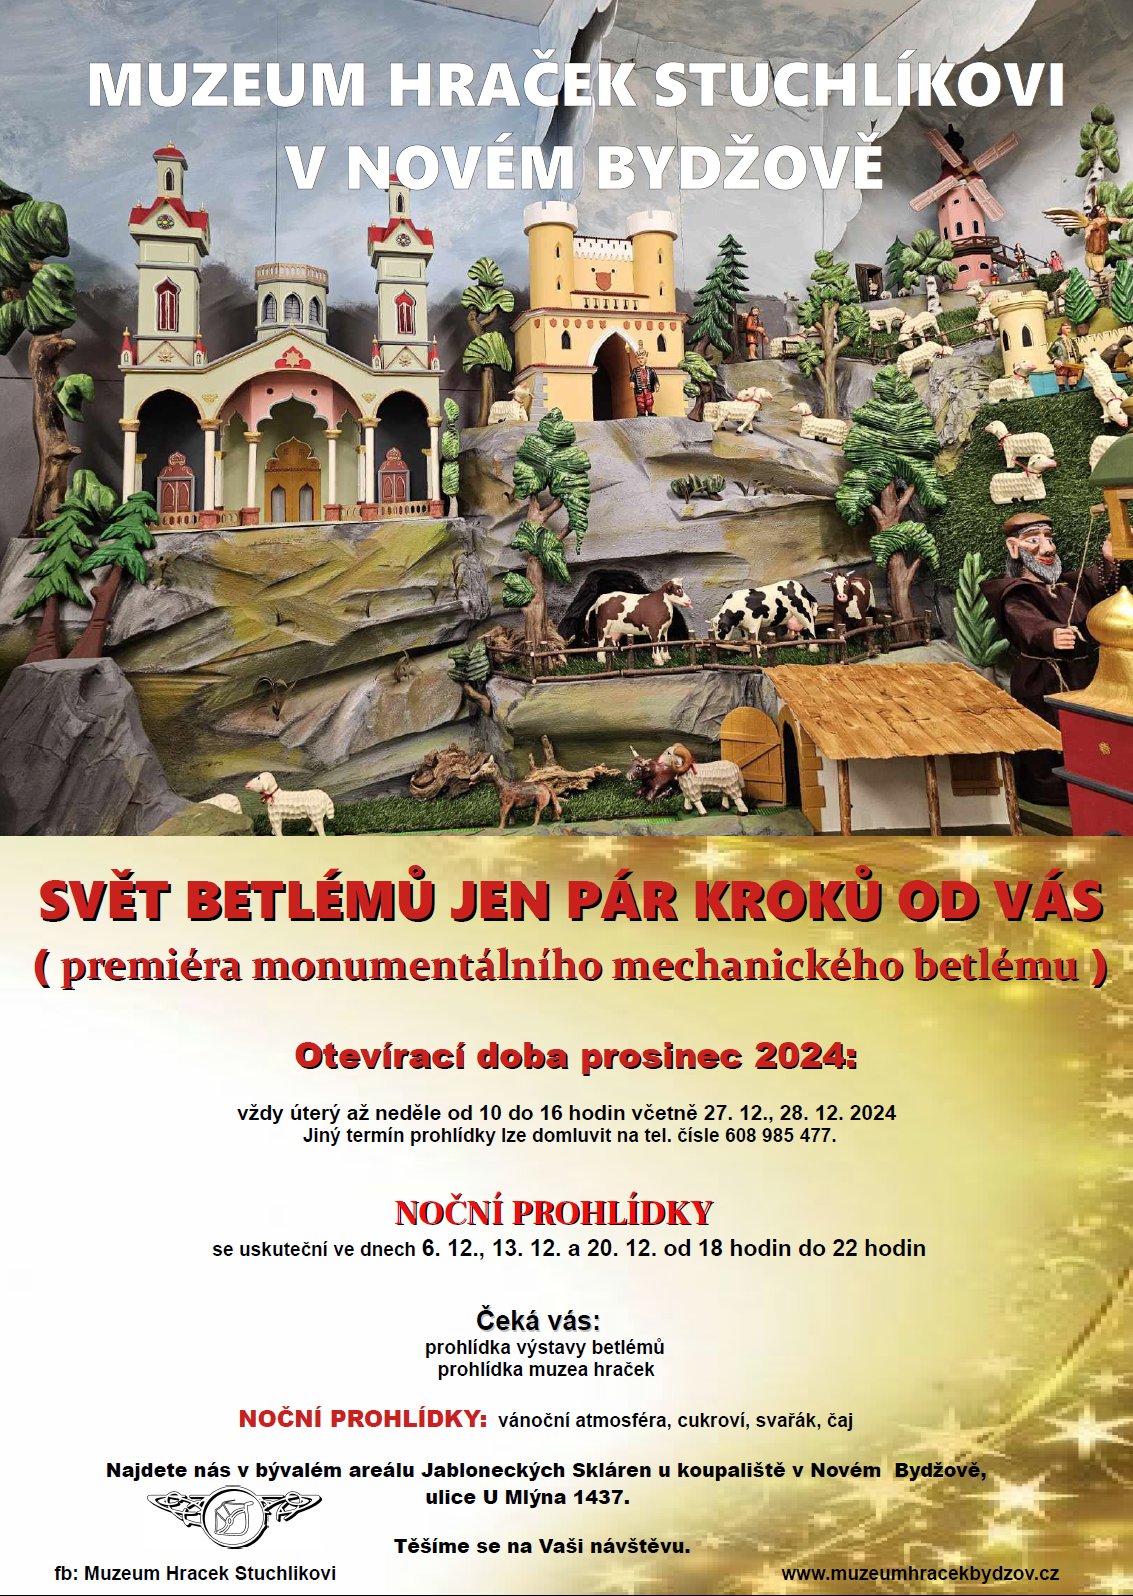 MUZEUM HRAČEK STUCHLÍKOVI
V NOVÉM BYDŽOVĚ
SVĚT BETLÉMŮ JEN PÁR KROKŮ OD VÁS
( premiéra monumentálního mechanického betlému )
Otevírací doba prosinec 2024:
vždy úterý až neděle od 10 do 16 hodin včetně 27. 12., 28. 12. 2024
Jiný termín prohlídky lze domluvit na tel. čísle 608 985 477.
NOČNÍ PROHLÍDKY
se uskuteční ve dnech 6. 12., 13. 12. a 20. 12. od 18 hodin do 22 hodin
Čeká vás:
prohlídka výstavy betlémů
prohlídka muzea hraček
NOČNÍ PROHLÍDKY: vánoční atmosféra, cukroví, svařák, čaj
Najdete nás v bývalém areálu Jabloneckých Skláren u koupaliště v Novém Bydžově,
ulice U Mlýna 1437.
Těšíme se na Vaši návštěvu.
fb: Muzeum Hracek Stuchlikovi
www.muzeumhracekbydzov.cz